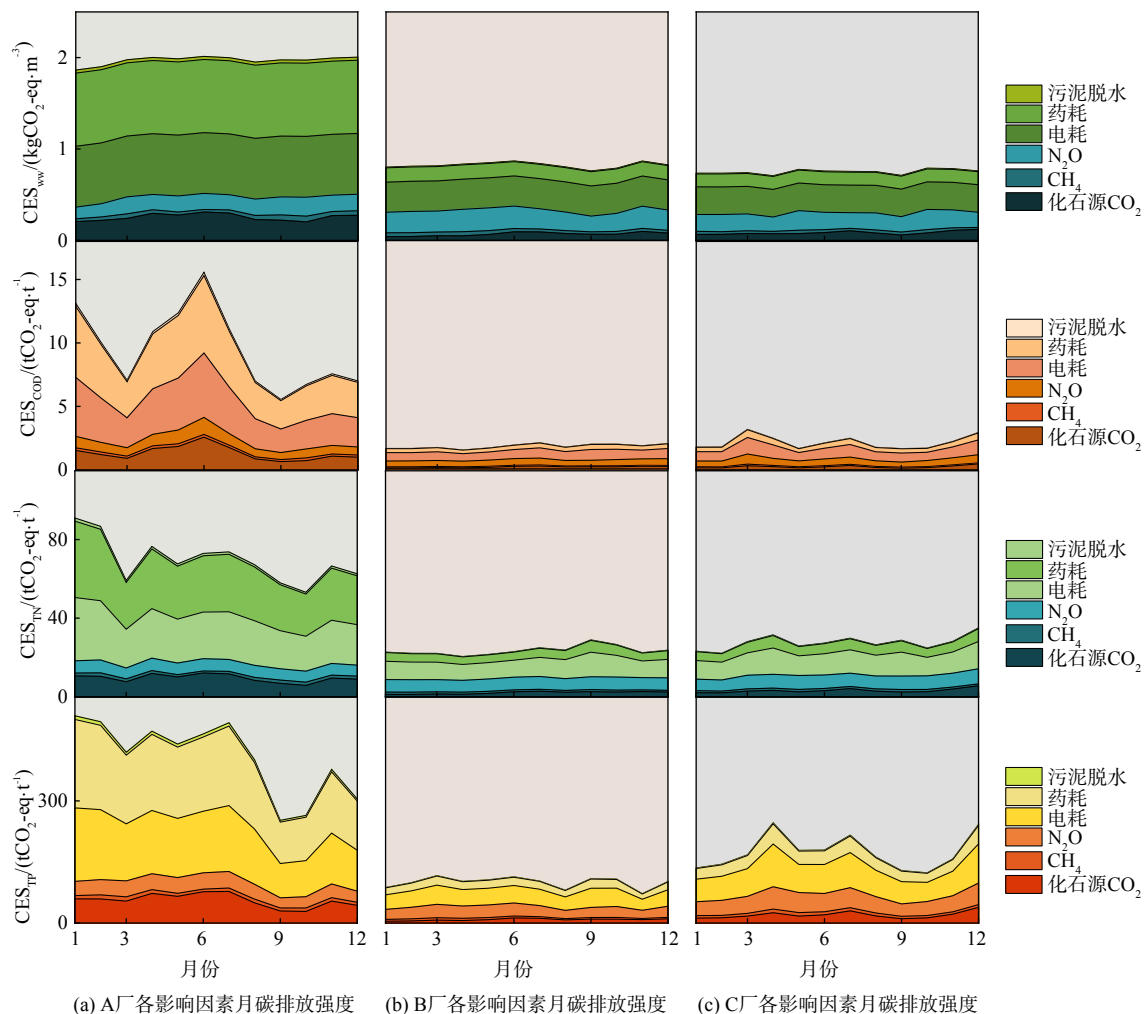 CES_ww/(kgCO₂-eq·m⁻³)
2
1
0
污泥脱水
药耗
电耗
N₂O
CH₄
化石源CO₂
CES_COD/(tCO₂-eq·t⁻¹)
15
10
5
0
污泥脱水
药耗
电耗
N₂O
CH₄
化石源CO₂
CES_TN/(tCO₂-eq·t⁻¹)
80
40
0
污泥脱水
药耗
电耗
N₂O
CH₄
化石源CO₂
CES_TP/(tCO₂-eq·t⁻¹)
300
0
污泥脱水
药耗
电耗
N₂O
CH₄
化石源CO₂
1 3 6 9 12
1 3 6 9 12
1 3 6 9 12
月份 月份 月份
(a) A厂各影响因素月碳排放强度
(b) B厂各影响因素月碳排放强度
(c) C厂各影响因素月碳排放强度